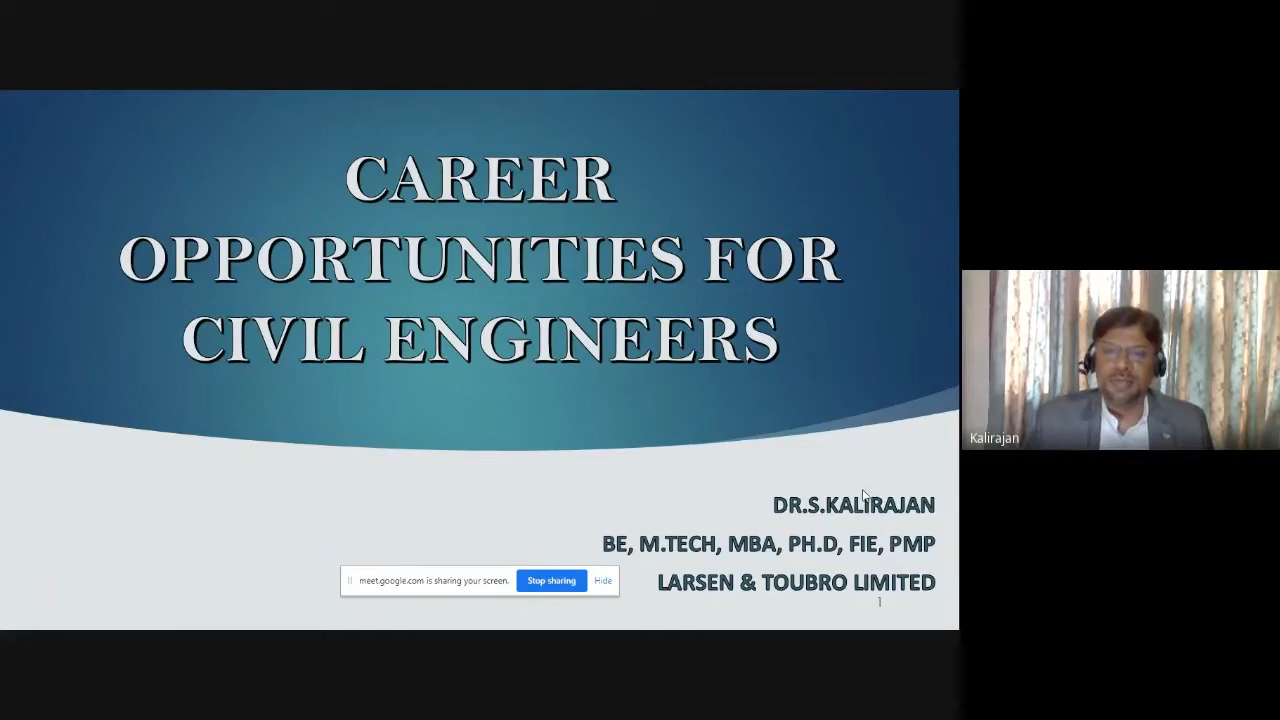 CAREER
OPPORTUNITIES FOR
CIVIL ENGINEERS
DR.S.KALIRAJAN
BE, M.TECH, MBA, PH.D, FIE, PMP
LARSEN & TOUBRO LIMITED
1
meet.google.com is sharing your screen. Stop sharing Hide
Kalirajan